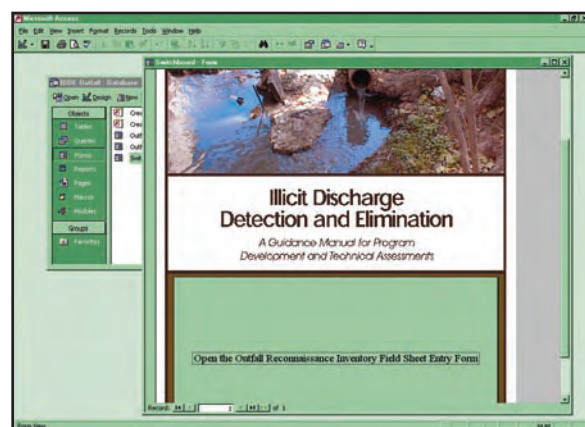 Microsoft Access
File Edit View Insert Format Records Tools Window Help
Switchboard : Form
IDDE Outfall : Database
Open Design New
Objects
Tables
Queries
Forms
Reports
Pages
Macros
Modules
Groups
Favorites
Illicit Discharge
Detection and Elimination
A Guidance Manual for Program
Development and Technical Assessments
Open the Outfall Reconnaissance Inventory Field Sheet Entry Form
Record: 1 of 1
Form View